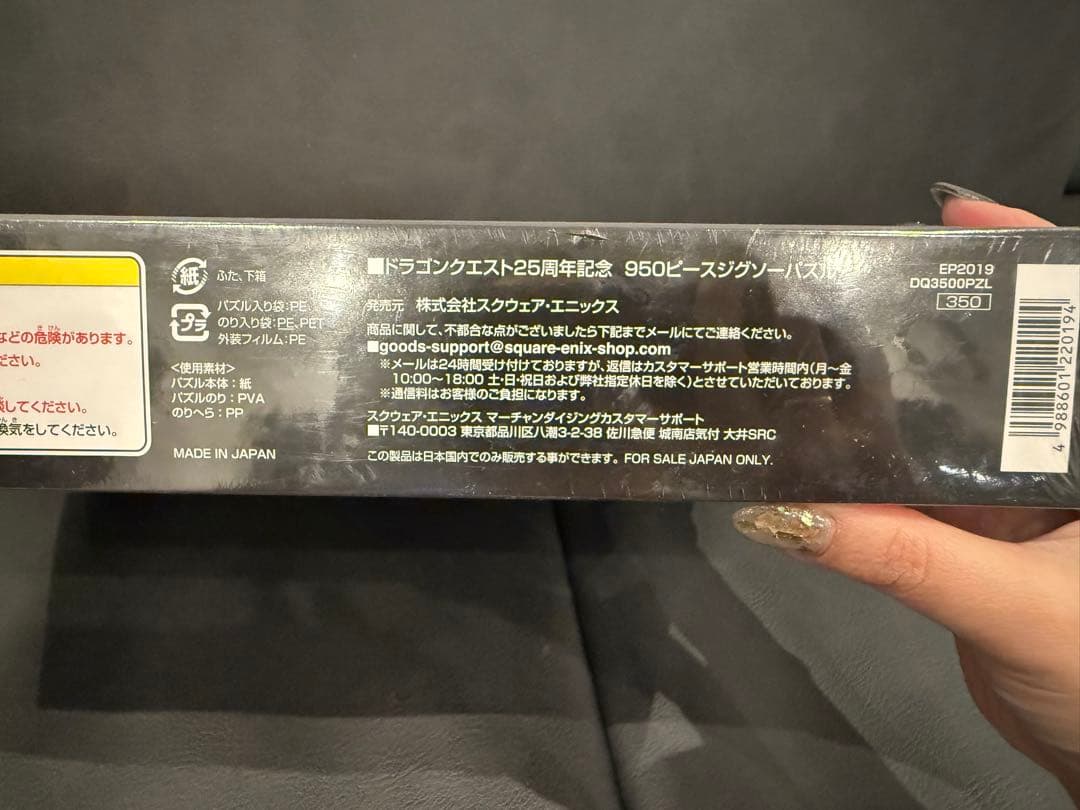 などの危険があります。
ださい。
談してください。
換気をしてください。
紙
ふた、下箱
プラ
パズル入り袋:PE
のり入り袋:PE、PET
外装フィルム:PE
<使用素材>
パズル本体:紙
パズルのり:PVA
のりへら:PP
MADE IN JAPAN
■ドラゴンクエスト25周年記念 950ピースジグソーパズル
発売元 株式会社スクウェア・エニックス
商品に関して、不都合な点がございましたら下記までメールにてご連絡ください。
■goods-support@square-enix-shop.com
※メールは24時間受け付けておりますが、返信はカスタマーサポート営業時間内(月〜金
10:00〜18:00 土・日・祝日および弊社指定休日を除く)とさせていただいております。
※通信料はお客様のご負担になります。
スクウェア・エニックス マーチャンダイジングカスタマーサポート
■〒140-0003 東京都品川区八潮3-2-38 佐川急便 城南店気付 大井SRC
この製品は日本国内でのみ販売する事ができます。 FOR SALE JAPAN ONLY.
EP2019
DQ3500PZL
350
4 988601 220194